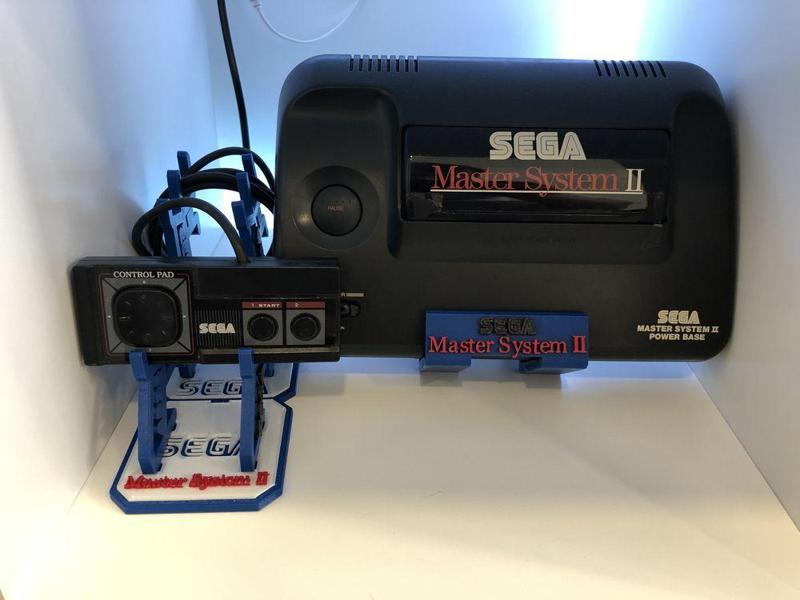 SEGA
Master System II
PAUSE
CONTROL PAD
1 START 2
SEGA
SEGA
MASTER SYSTEM II
POWER BASE
SEGA
Master System II
SEGA
SEGA
Master System II